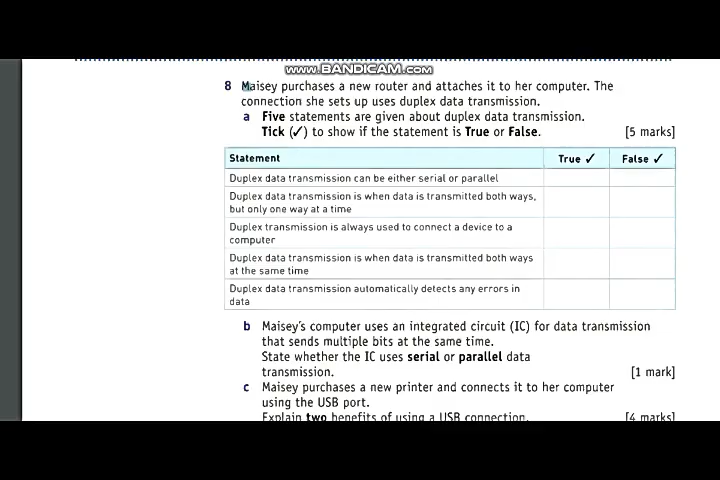 www.BANDICAM.com
8 Maisey purchases a new router and attaches it to her computer. The
connection she sets up uses duplex data transmission.
a Five statements are given about duplex data transmission.
Tick (✓) to show if the statement is True or False. [5 marks]
Statement True ✓ False ✓
Duplex data transmission can be either serial or parallel
Duplex data transmission is when data is transmitted both ways,
but only one way at a time
Duplex transmission is always used to connect a device to a
computer
Duplex data transmission is when data is transmitted both ways
at the same time
Duplex data transmission automatically detects any errors in
data
b Maisey's computer uses an integrated circuit (IC) for data transmission
that sends multiple bits at the same time.
State whether the IC uses serial or parallel data
transmission. [1 mark]
c Maisey purchases a new printer and connects it to her computer
using the USB port.
Explain two benefits of using a USB connection. [4 marks]